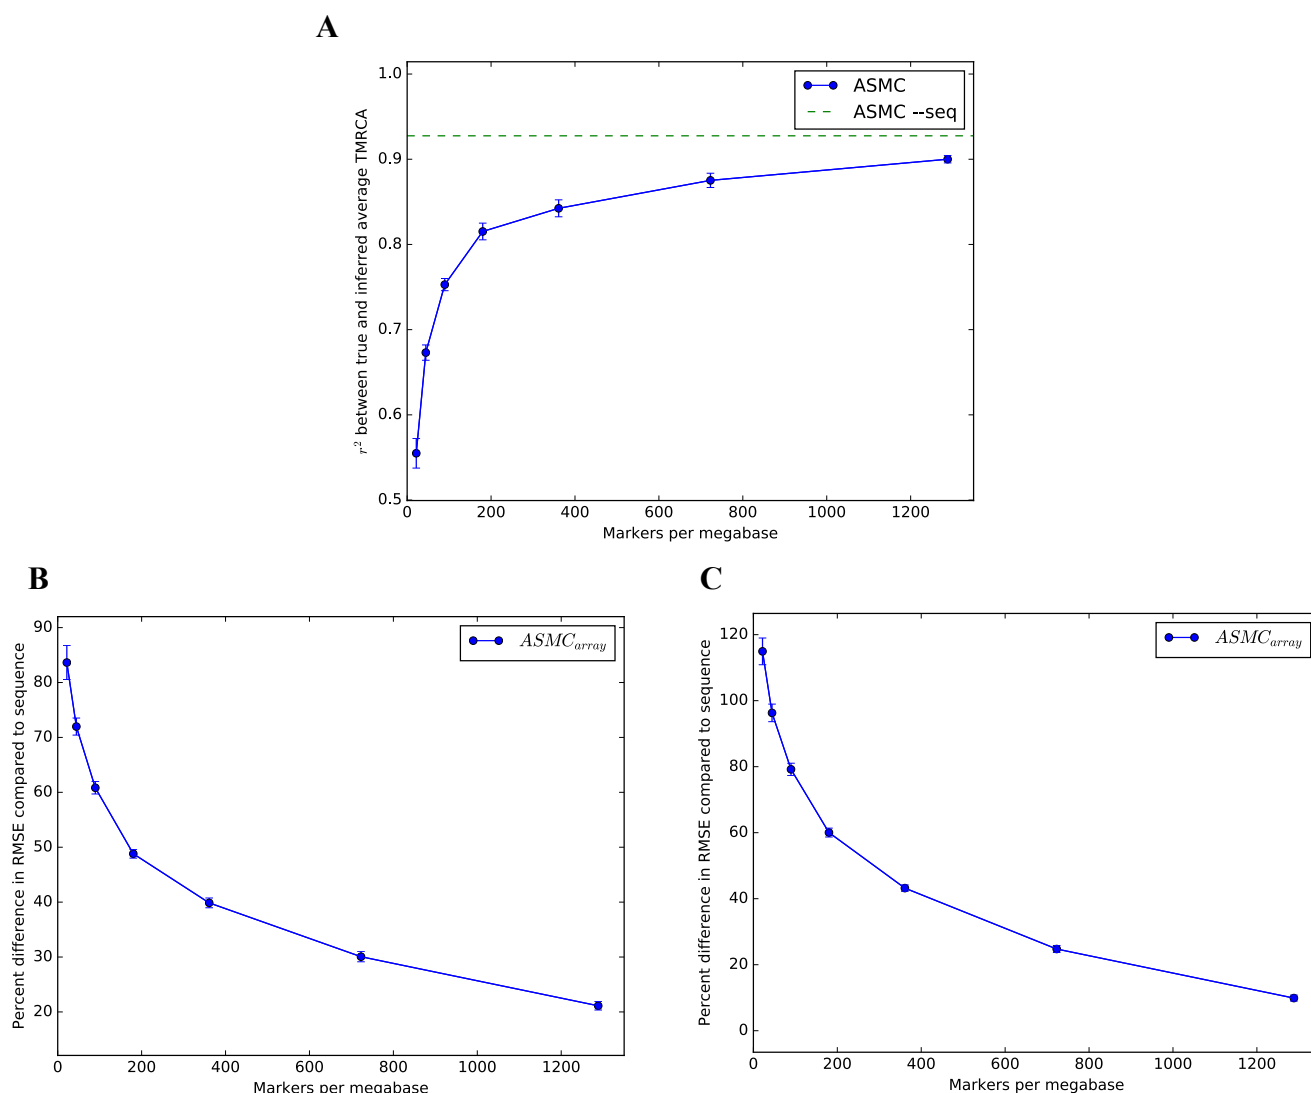 A
1.0
0.9
0.8
0.7
0.6
0.5
r² between true and inferred average TMRCA
ASMC
ASMC --seq
0 200 400 600 800 1000 1200
Markers per megabase
B
90
80
70
60
50
40
30
20
Percent difference in RMSE compared to sequence
ASMC_array
0 200 400 600 800 1000 1200
Markers per megabase
C
120
100
80
60
40
20
0
Percent difference in RMSE compared to sequence
ASMC_array
0 200 400 600 800 1000 1200
Markers per megabase